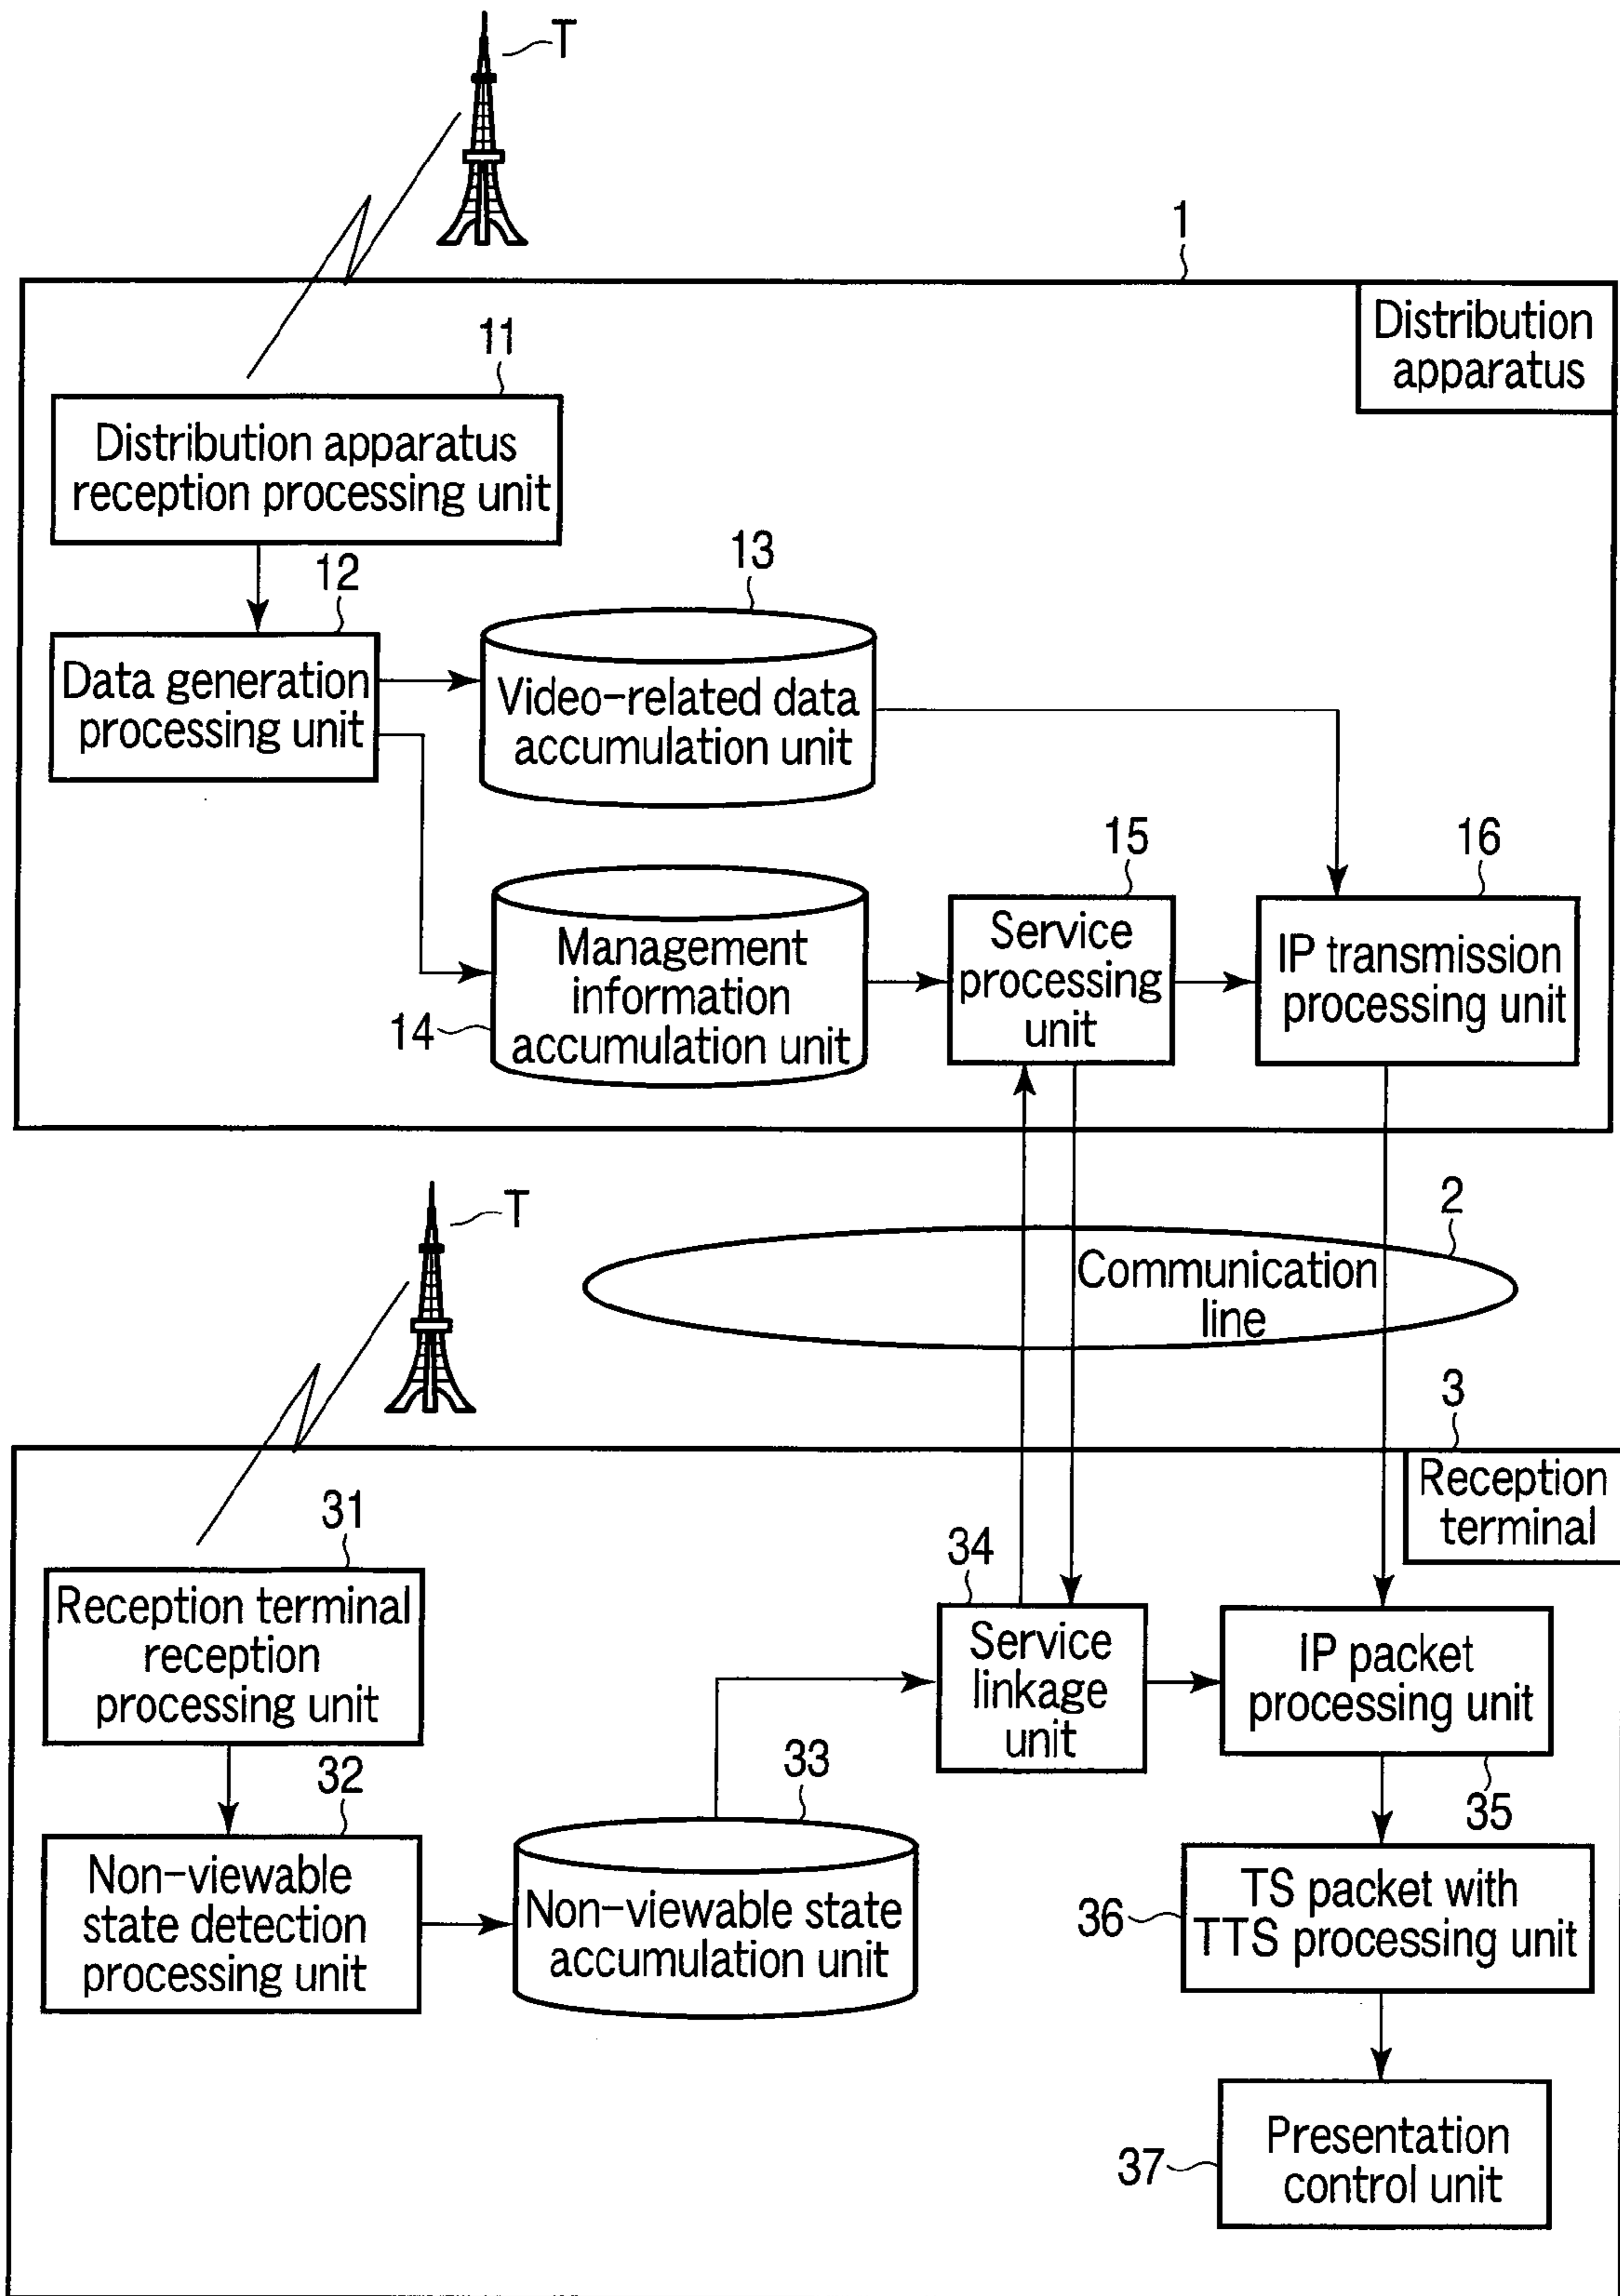 T
1
Distribution
apparatus
11
Distribution apparatus
reception processing unit
12
Data generation
processing unit
13
Video-related data
accumulation unit
14
Management
information
accumulation unit
15
Service
processing
unit
16
IP transmission
processing unit
T
2
Communication
line
3
Reception
terminal
31
Reception terminal
reception
processing unit
32
Non-viewable
state detection
processing unit
33
Non-viewable state
accumulation unit
34
Service
linkage
unit
IP packet
processing unit
35
36
TS packet with
TTS processing unit
37
Presentation
control unit